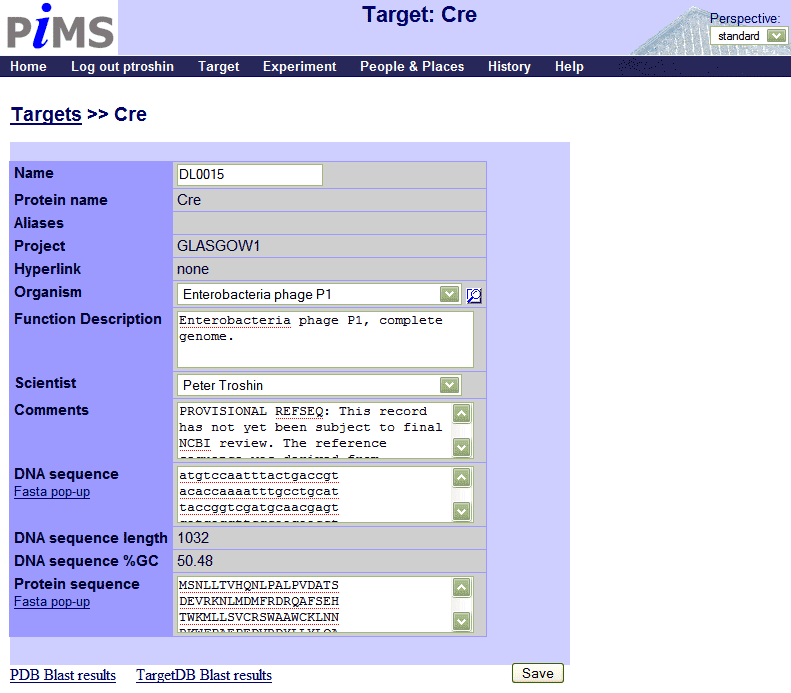 PiMS
Target: Cre
Perspective:
standard
Home Log out ptroshin Target Experiment People & Places History Help
Targets >> Cre
Name DL0015
Protein name Cre
Aliases
Project GLASGOW1
Hyperlink none
Organism Enterobacteria phage P1
Function Description Enterobacteria phage P1, complete
genome.
Scientist Peter Troshin
Comments PROVISIONAL REFSEQ: This record
has not yet been subject to final
NCBI review. The reference
sequence was derived from
DNA sequence atgtccaatttactgaccgt
Fasta pop-up acaccaaaatttgcctgcat
taccggtcgatgcaacgagt
DNA sequence length 1032
DNA sequence %GC 50.48
Protein sequence MSNLLTVHQNLPALPVDATS
Fasta pop-up DEVRKNLMDMFRDRQAFSEH
TWKMLLSVCRSWAAWCKLNN
PDB Blast results TargetDB Blast results Save